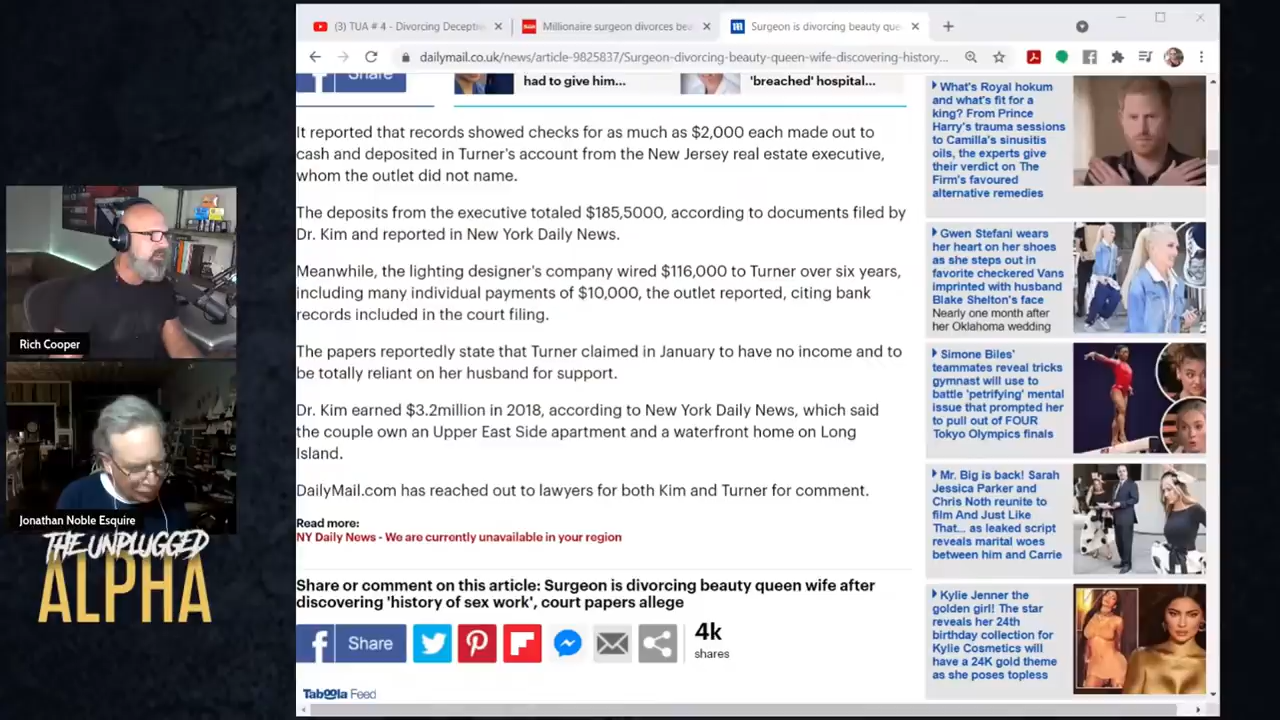 (3) TUA # 4 - Divorcing Decepti
Millionaire surgeon divorces bea
Surgeon is divorcing beauty que
dailymail.co.uk/news/article-9825837/Surgeon-divorcing-beauty-queen-wife-discovering-history...
Share
had to give him...
'breached' hospital...
It reported that records showed checks for as much as $2,000 each made out to
cash and deposited in Turner's account from the New Jersey real estate executive,
whom the outlet did not name.
The deposits from the executive totaled $185,5000, according to documents filed by
Dr. Kim and reported in New York Daily News.
Meanwhile, the lighting designer's company wired $116,000 to Turner over six years,
including many individual payments of $10,000, the outlet reported, citing bank
records included in the court filing.
The papers reportedly state that Turner claimed in January to have no income and to
be totally reliant on her husband for support.
Dr. Kim earned $3.2million in 2018, according to New York Daily News, which said
the couple own an Upper East Side apartment and a waterfront home on Long
Island.
DailyMail.com has reached out to lawyers for both Kim and Turner for comment.
Read more:
NY Daily News - We are currently unavailable in your region
Share or comment on this article: Surgeon is divorcing beauty queen wife after
discovering 'history of sex work', court papers allege
Share
4k
shares
Taboola Feed
What's Royal hokum
and what's fit for a
king? From Prince
Harry's trauma sessions
to Camilla's sinusitis
oils, the experts give
their verdict on The
Firm's favoured
alternative remedies
Gwen Stefani wears
her heart on her shoes
as she steps out in
favorite checkered Vans
imprinted with husband
Blake Shelton's face
Nearly one month after
her Oklahoma wedding
Simone Biles'
teammates reveal tricks
gymnast will use to
battle 'petrifying' mental
issue that prompted her
to pull out of FOUR
Tokyo Olympics finals
Mr. Big is back! Sarah
Jessica Parker and
Chris Noth reunite to
film And Just Like
That... as leaked script
reveals marital woes
between him and Carrie
Kylie Jenner the
golden girl! The star
reveals her 24th
birthday collection for
Kylie Cosmetics will
have a 24K gold theme
as she poses topless
Rich Cooper
Jonathan Noble Esquire
THE UNPLUGGED
ALPHA